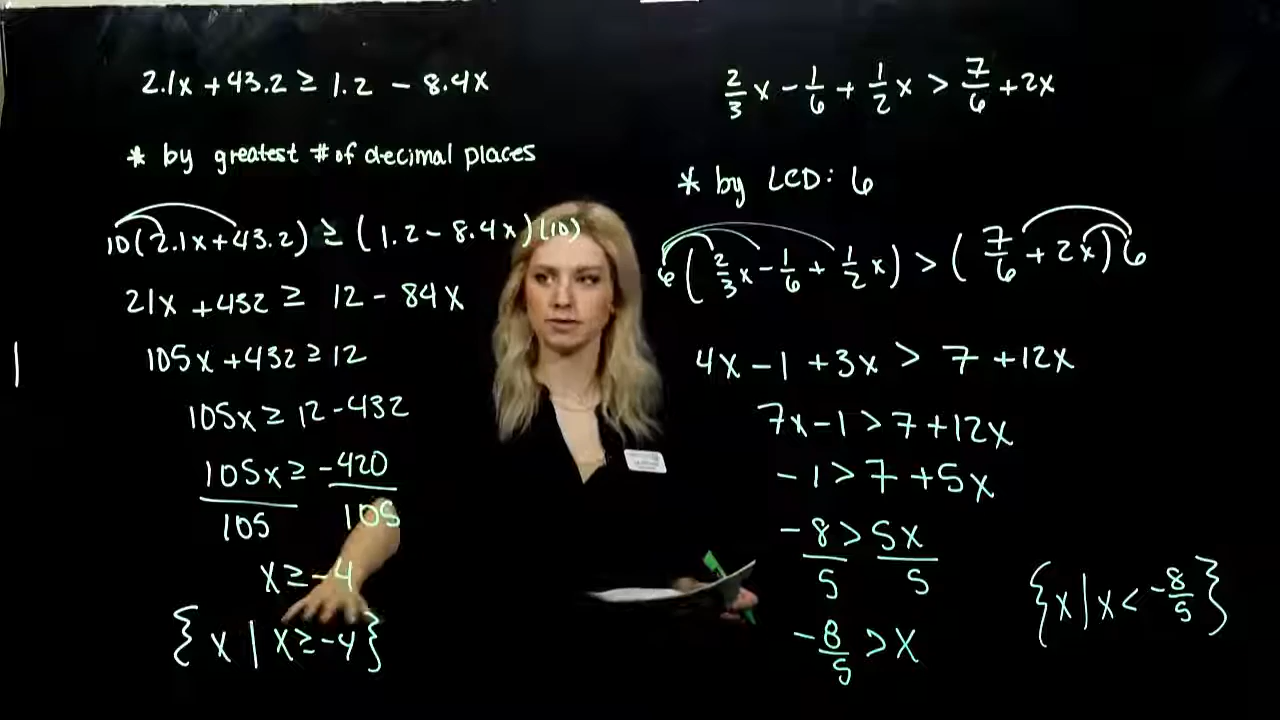 2.1x + 43.2 ≥ 1.2 - 8.4x
* by greatest # of decimal places
10(2.1x + 43.2) ≥ (1.2 - 8.4x)(10)
21x + 432 ≥ 12 - 84x
105x + 432 ≥ 12
105x ≥ 12 - 432
105x/105 ≥ -420/105
x ≥ -4
{x | x ≥ -4}
2/3 x - 1/6 + 1/2 x > 7/6 + 2x
* by LCD: 6
6(2/3 x - 1/6 + 1/2 x) > (7/6 + 2x)6
4x - 1 + 3x > 7 + 12x
7x - 1 > 7 + 12x
-1 > 7 + 5x
-8/5 > 5x/5
-8/5 > x
{x | x < -8/5}